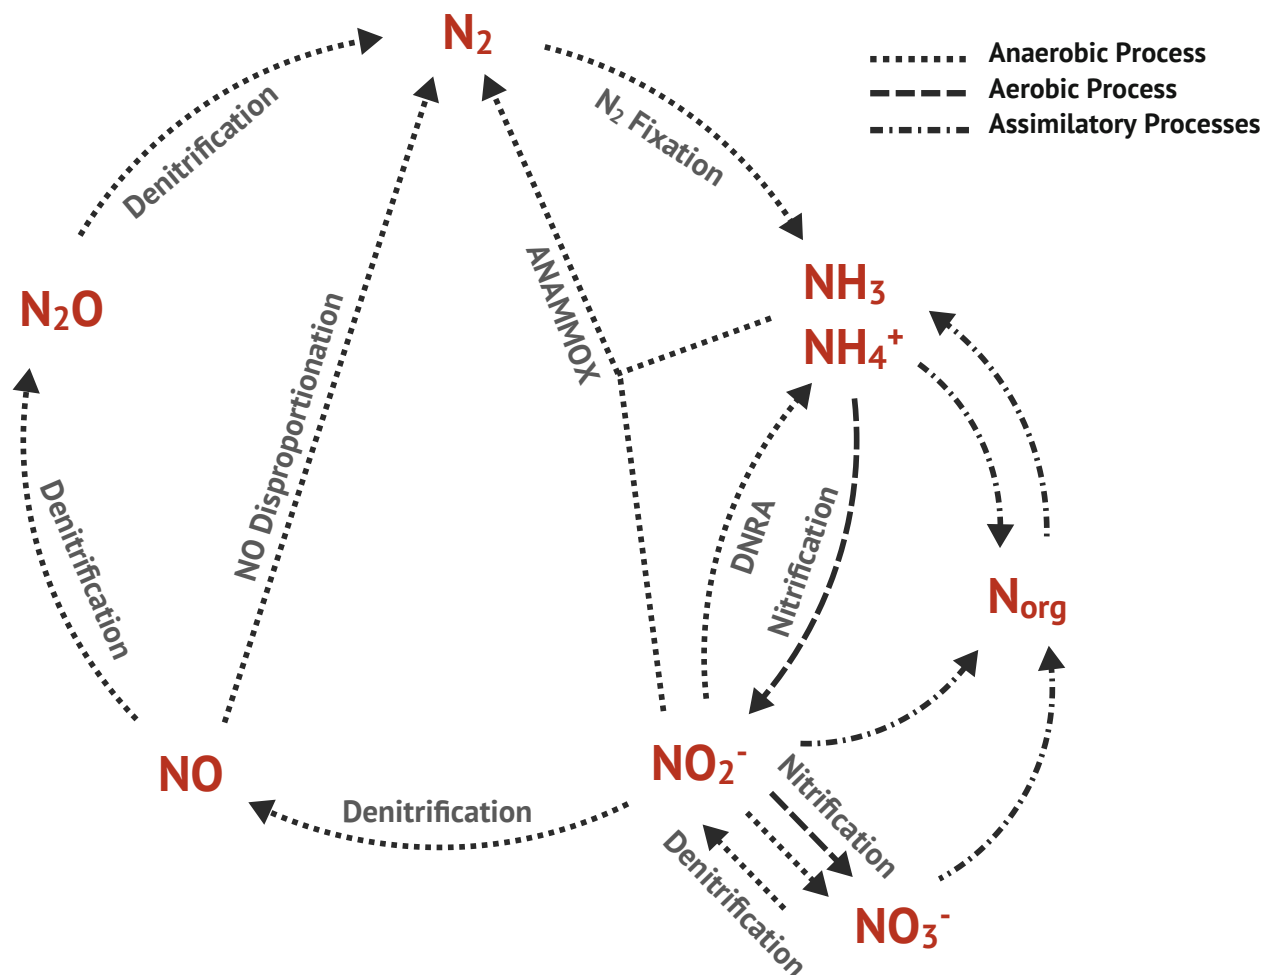 N₂
Anaerobic Process
Aerobic Process
Assimilatory Processes
Denitrification
N₂ Fixation
N₂O
NH₃
NH₄⁺
ANAMMOX
NO Disproportionation
Denitrification
DNRA
Nitrification
Norg
NO
NO₂⁻
Denitrification
Nitrification
Denitrification
NO₃⁻